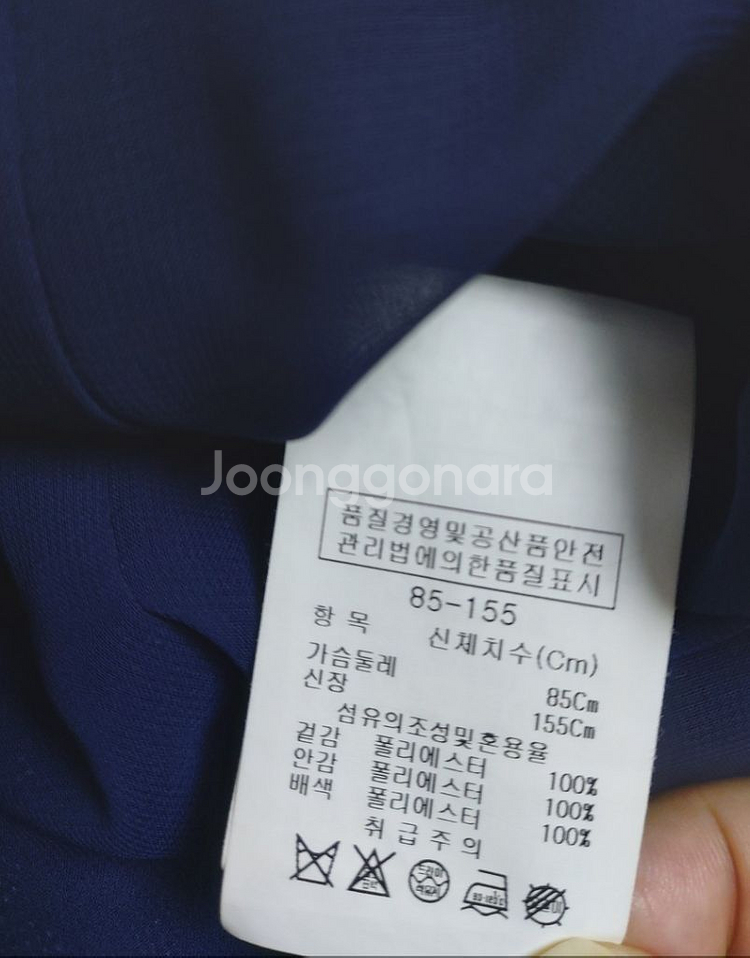 Joonggonara
품질경영및공산품안전
관리법에의한품질표시
85-155
항 목 신체치수(Cm)
가슴둘레 85Cm
신장 155Cm
섬유의조성및혼용율
겉감 폴리에스터 100%
안감 폴리에스터 100%
배색 폴리에스터 100%
취 급 주 의